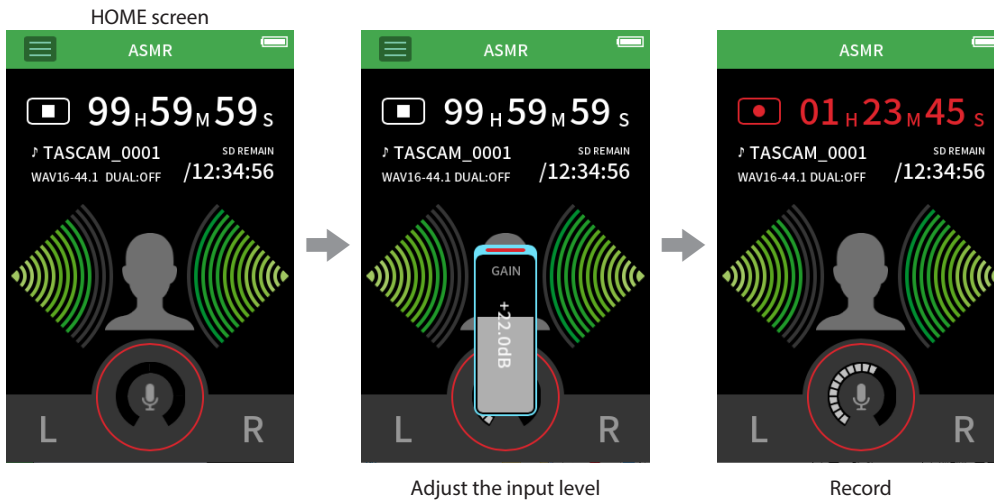 HOME screen
ASMR
99H59M59S
♪ TASCAM_0001
SD REMAIN
WAV16-44.1 DUAL:OFF
/12:34:56
L
R
ASMR
99H59M59S
♪ TASCAM_0001
SD REMAIN
WAV16-44.1 DUAL:OFF
/12:34:56
GAIN
+22.0dB
L
R
Adjust the input level
ASMR
01H23M45S
♪ TASCAM_0001
SD REMAIN
WAV16-44.1 DUAL:OFF
/12:34:56
L
R
Record